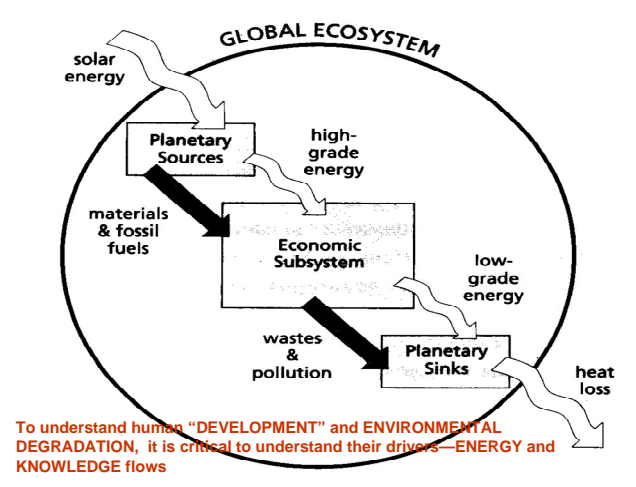 GLOBAL ECOSYSTEM
solar
energy
Planetary
Sources
high-
grade
energy
materials
& fossil
fuels
Economic
Subsystem
low-
grade
energy
wastes
&
pollution
Planetary
Sinks
heat
loss
To understand human “DEVELOPMENT” and ENVIRONMENTAL
DEGRADATION, it is critical to understand their drivers—ENERGY and
KNOWLEDGE flows